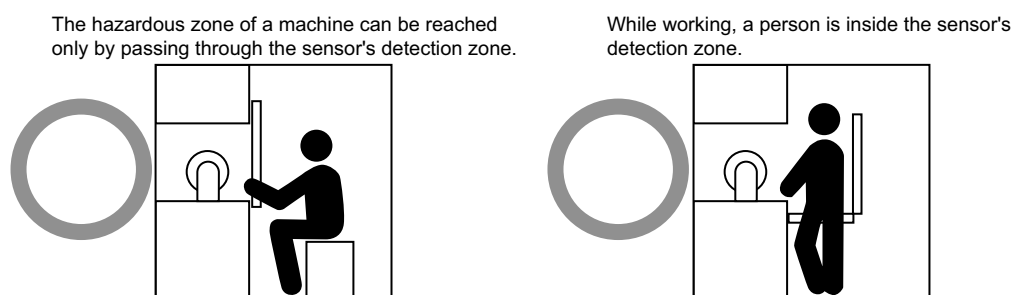 The hazardous zone of a machine can be reached
only by passing through the sensor's detection zone.
While working, a person is inside the sensor's
detection zone.